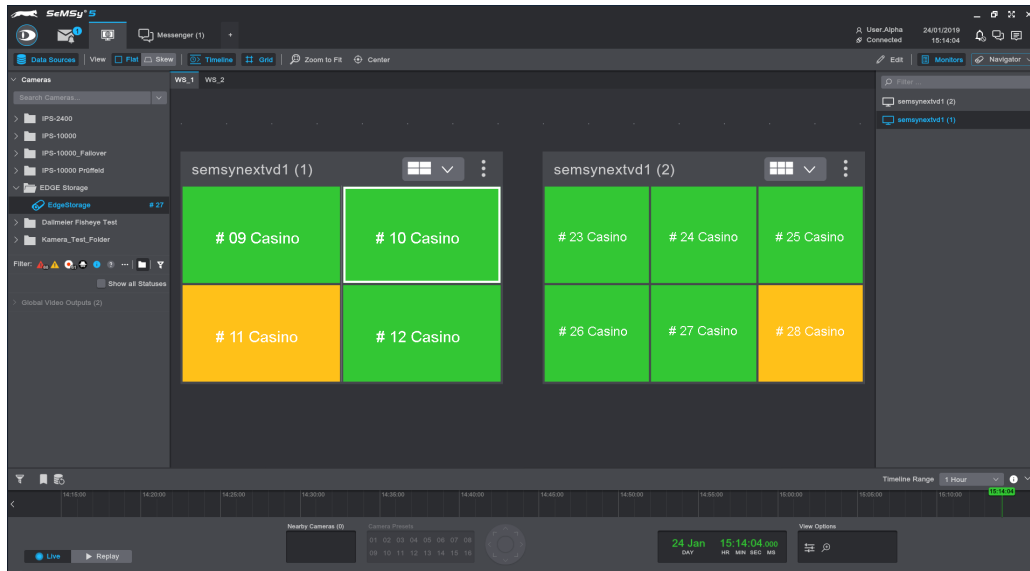 SeMSy® 5
Messenger (1) +
User.Alpha 24/01/2019
Connected 15:14:04
Data Sources View Flat Skew Timeline Grid Zoom to Fit Center Edit Monitors Navigator
Cameras
WS_1 WS_2
Filter ...
Search Cameras...
semsynextvd1 (2)
semsynextvd1 (1)
IPS-2400
IPS-10000
IPS-10000_Failover
IPS-10000 Prüffeld
EDGE Storage
EdgeStorage # 27
Dallmeier Fisheye Test
Kamera_Test_Folder
Filter:
Show all Statuses
Global Video Outputs (2)
semsynextvd1 (1)
# 09 Casino # 10 Casino
# 11 Casino # 12 Casino
semsynextvd1 (2)
# 23 Casino # 24 Casino # 25 Casino
# 26 Casino # 27 Casino # 28 Casino
Timeline Range 1 Hour
14:15:00 14:20:00 14:25:00 14:30:00 14:35:00 14:40:00 14:45:00 14:50:00 14:55:00 15:00:00 15:05:00 15:10:00 15:14:04
Nearby Cameras (0) Camera Presets View Options
01 02 03 04 05 06 07 08
09 10 11 12 13 14 15 16
24 Jan 15:14:04.000
DAY HR MIN SEC MS
Live Replay